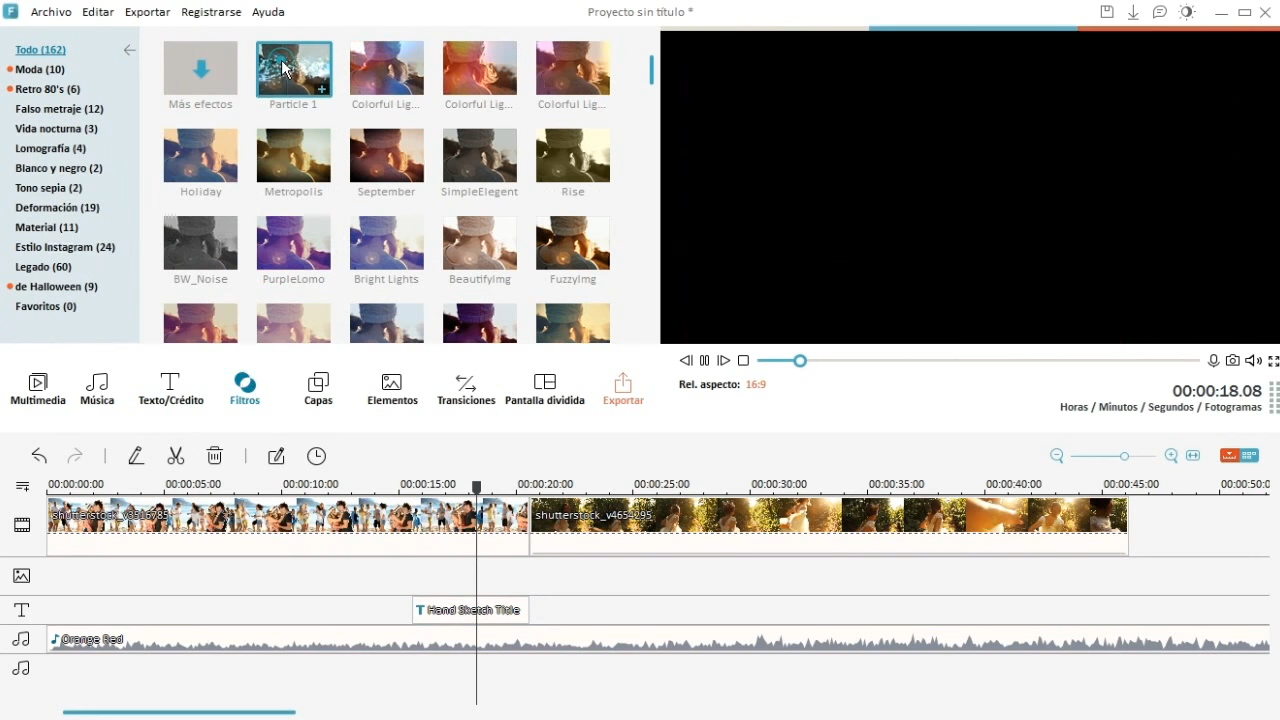 Archivo Editar Exportar Registrarse Ayuda
Proyecto sin título *
Todo (162)
Moda (10)
Retro 80's (6)
Falso metraje (12)
Vida nocturna (3)
Lomografía (4)
Blanco y negro (2)
Tono sepia (2)
Deformación (19)
Material (11)
Estilo Instagram (24)
Legado (60)
de Halloween (9)
Favoritos (0)
Más efectos Particle 1 Colorful Lig... Colorful Lig... Colorful Lig...
Holiday Metropolis September SimpleElegent Rise
BW_Noise PurpleLomo Bright Lights BeautifyImg FuzzyImg
Rel. aspecto: 16:9
00:00:18.08
Horas / Minutos / Segundos / Fotogramas
Multimedia Música Texto/Crédito Filtros Capas Elementos Transiciones Pantalla dividida Exportar
00:00:00:00 00:00:05:00 00:00:10:00 00:00:15:00 00:00:20:00 00:00:25:00 00:00:30:00 00:00:35:00 00:00:40:00 00:00:45:00 00:00:50:0
shutterstock_v3516785 shutterstock_v4654295
T Hand Sketch Title
Orange Red